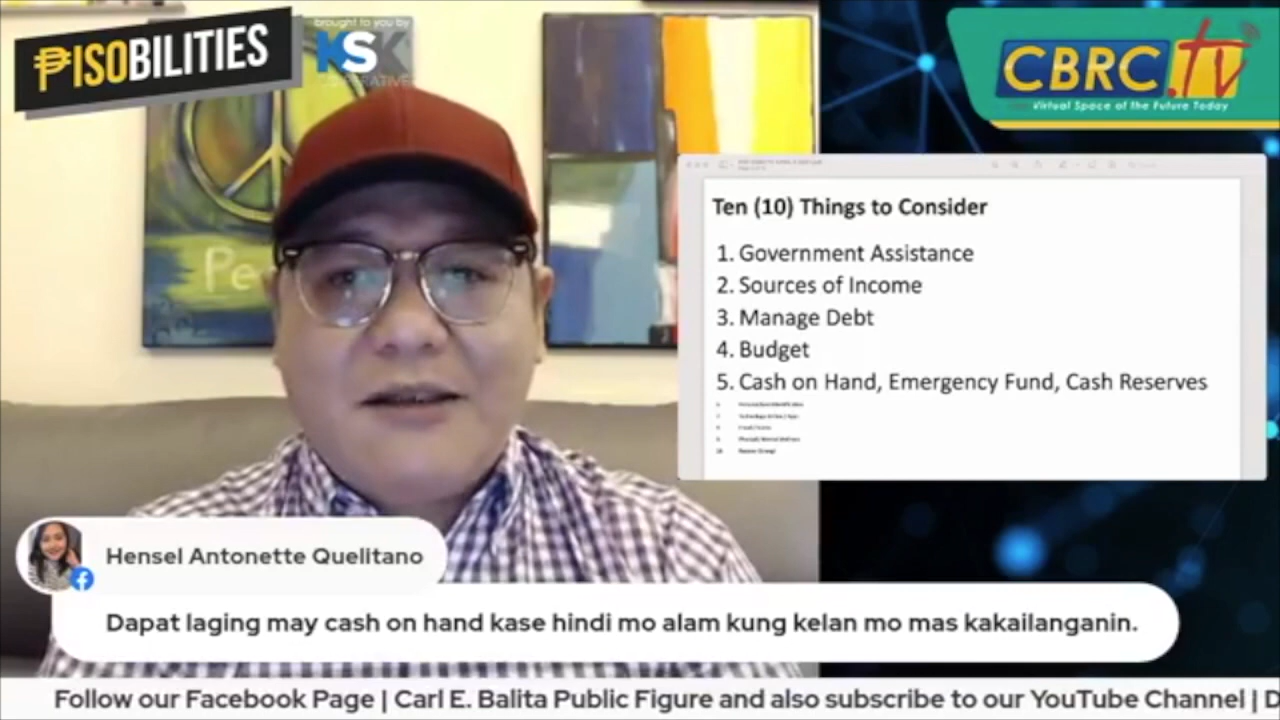 ₱ISOBILITIES
brought to you by
KSK
CBRC.tv
Virtual Space of the Future Today
Pe
Ten (10) Things to Consider
1. Government Assistance
2. Sources of Income
3. Manage Debt
4. Budget
5. Cash on Hand, Emergency Fund, Cash Reserves
Hensel Antonette Quelitano
Dapat laging may cash on hand kase hindi mo alam kung kelan mo mas kakailanganin.
Follow our Facebook Page | Carl E. Balita Public Figure and also subscribe to our YouTube Channel | D